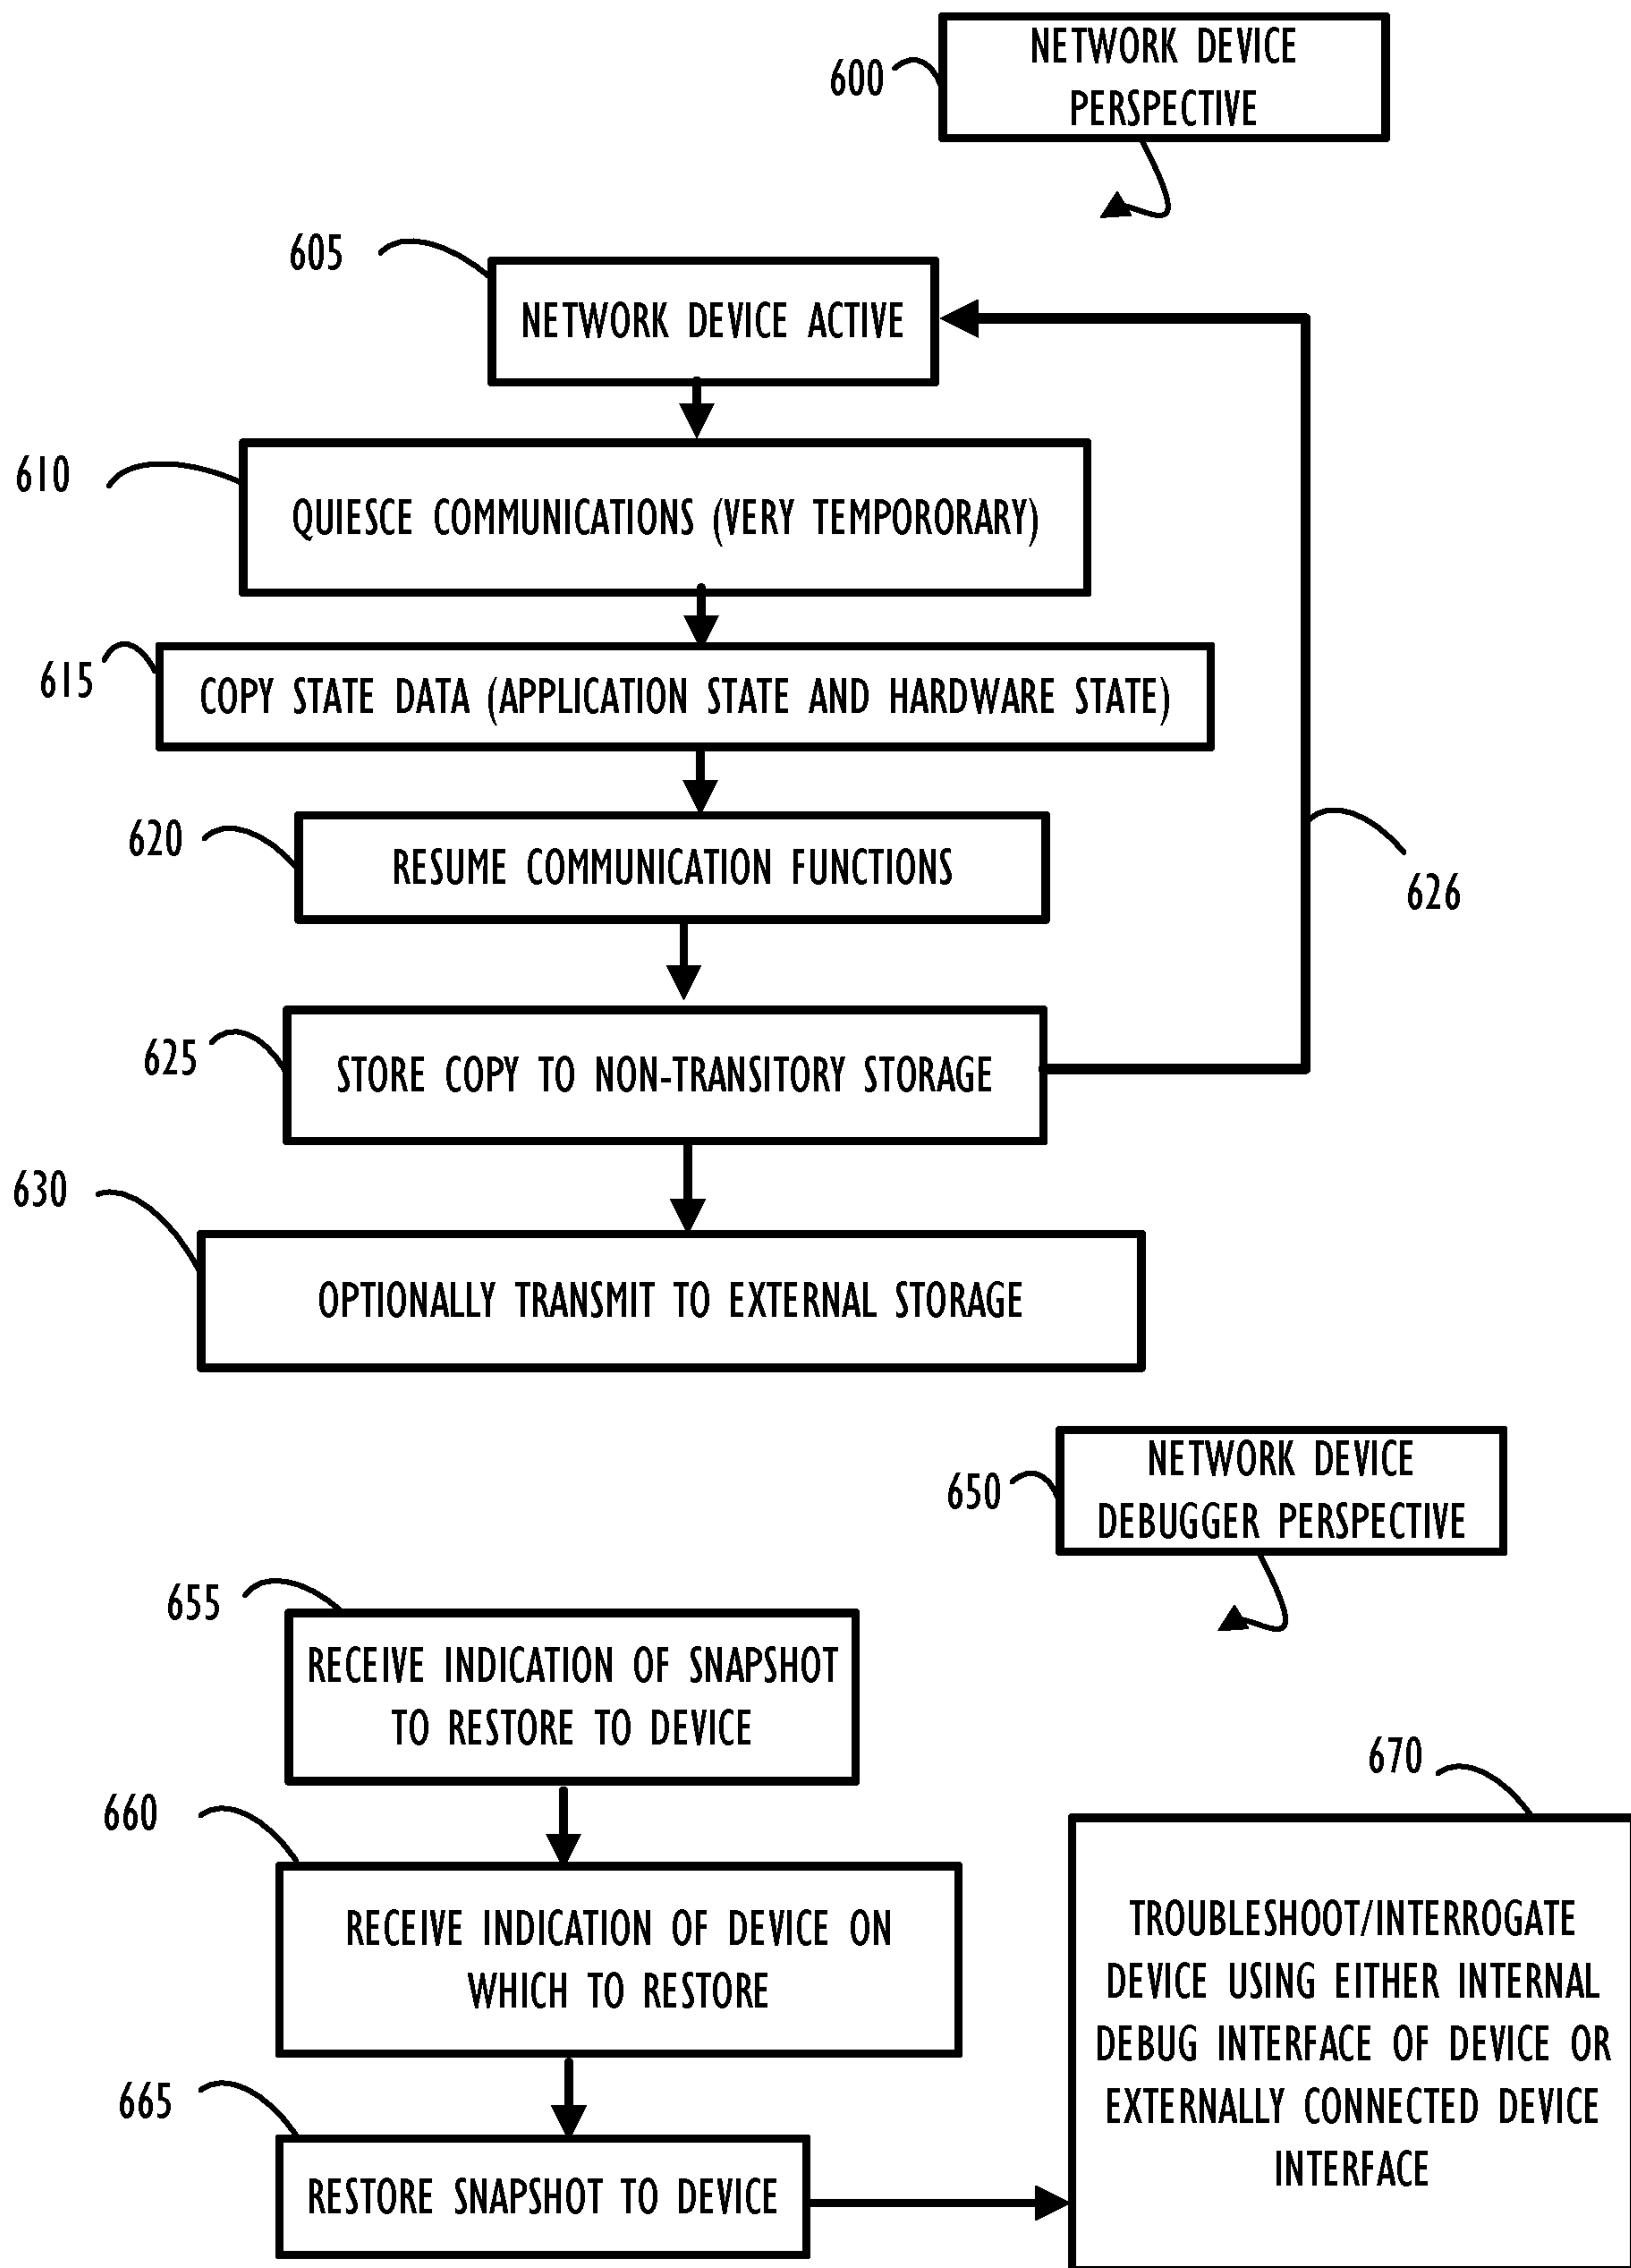 600
NETWORK DEVICE
PERSPECTIVE
605
NETWORK DEVICE ACTIVE
610
QUIESCE COMMUNICATIONS (VERY TEMPORORARY)
615
COPY STATE DATA (APPLICATION STATE AND HARDWARE STATE)
620
RESUME COMMUNICATION FUNCTIONS
626
625
STORE COPY TO NON-TRANSITORY STORAGE
630
OPTIONALLY TRANSMIT TO EXTERNAL STORAGE
650
NETWORK DEVICE
DEBUGGER PERSPECTIVE
655
RECEIVE INDICATION OF SNAPSHOT
TO RESTORE TO DEVICE
660
RECEIVE INDICATION OF DEVICE ON
WHICH TO RESTORE
665
RESTORE SNAPSHOT TO DEVICE
670
TROUBLESHOOT/INTERROGATE
DEVICE USING EITHER INTERNAL
DEBUG INTERFACE OF DEVICE OR
EXTERNALLY CONNECTED DEVICE
INTERFACE